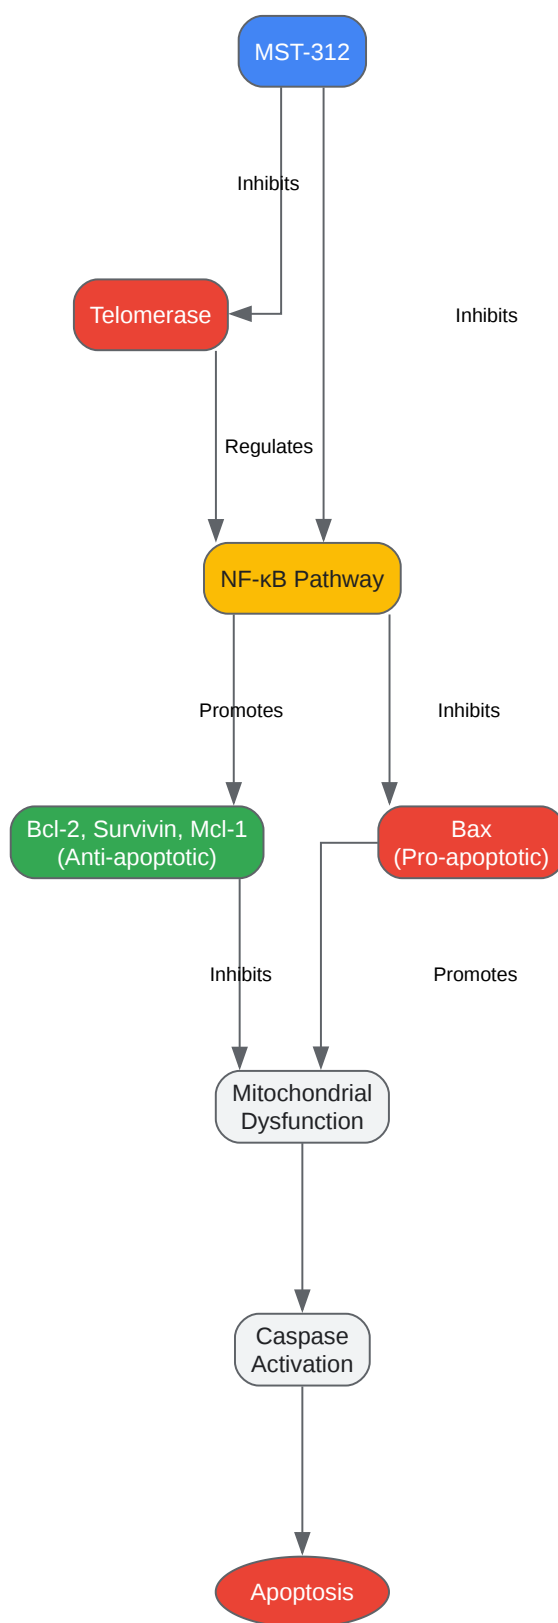 MST-312
Inhibits
Telomerase
Inhibits
Regulates
NF-κB Pathway
Promotes
Inhibits
Bcl-2, Survivin, Mcl-1
(Anti-apoptotic)
Bax
(Pro-apoptotic)
Inhibits
Promotes
Mitochondrial
Dysfunction
Caspase
Activation
Apoptosis